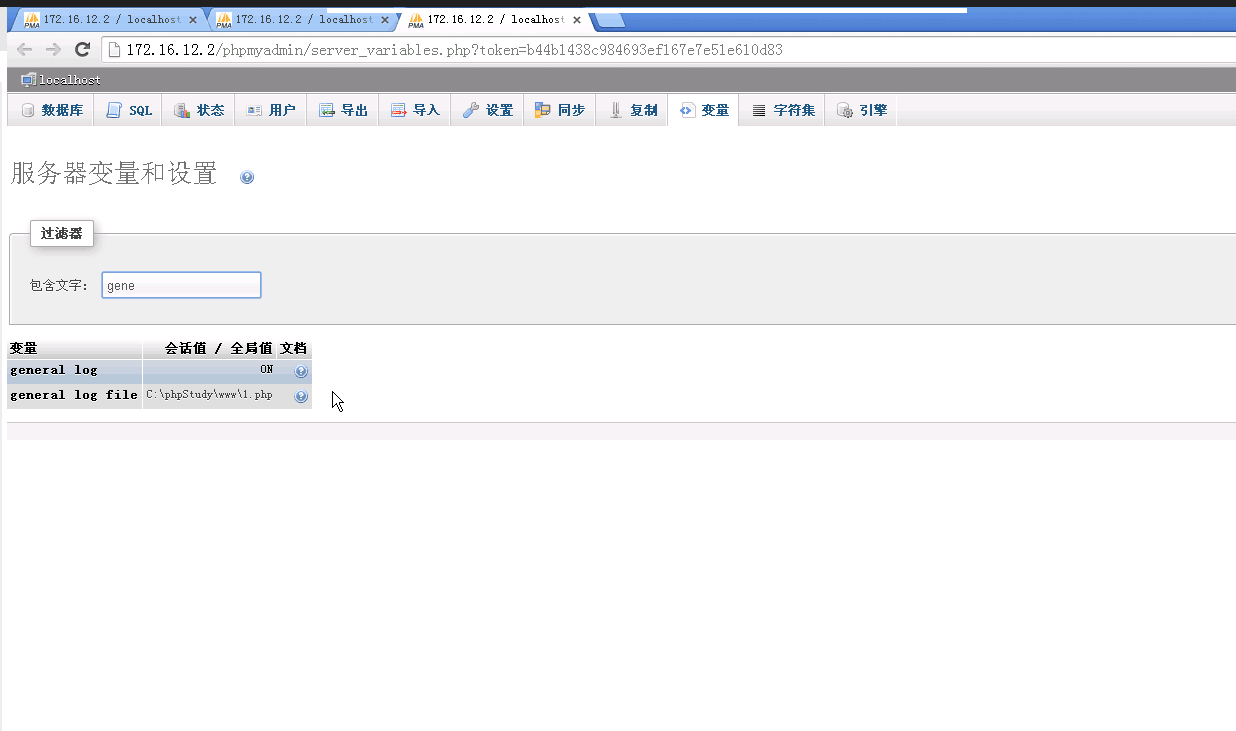 172.16.12.2 / localhost 172.16.12.2 / localhost 172.16.12.2 / localhost
172.16.12.2/phpmyadmin/server_variables.php?token=b44b1438c984693ef167e7e51e610d83
localhost
数据库 SQL 状态 用户 导出 导入 设置 同步 复制 变量 字符集 引擎
服务器变量和设置
过滤器
包含文字: gene
变量 会话值 / 全局值 文档
general log ON
general log file C:\phpStudy\www\1.php